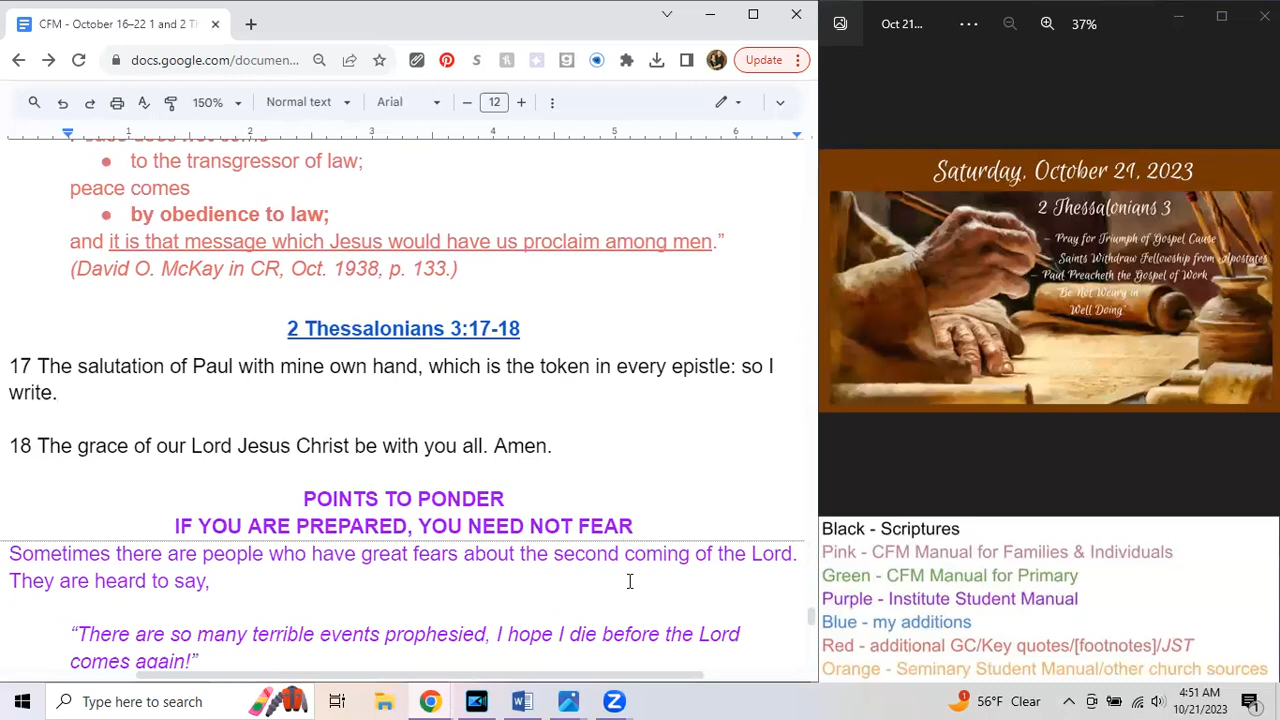 CFM - October 16–22 1 and 2 Th
docs.google.com/documen...
Update
150%
Normal text
Arial
12
1
2
3
4
5
6
to the transgressor of law;
peace comes
by obedience to law;
and it is that message which Jesus would have us proclaim among men.”
(David O. McKay in CR, Oct. 1938, p. 133.)
2 Thessalonians 3:17-18
17 The salutation of Paul with mine own hand, which is the token in every epistle: so I
write.
18 The grace of our Lord Jesus Christ be with you all. Amen.
POINTS TO PONDER
IF YOU ARE PREPARED, YOU NEED NOT FEAR
Sometimes there are people who have great fears about the second coming of the Lord.
They are heard to say,
“There are so many terrible events prophesied, I hope I die before the Lord
comes again!”
Oct 21...
37%
Saturday, October 21, 2023
2 Thessalonians 3
- Pray for Triumph of Gospel Cause
- Saints Withdraw Fellowship from Apostates
- Paul Preacheth the Gospel of Work
- "Be Not Weary in
Well Doing"
Black - Scriptures
Pink - CFM Manual for Families & Individuals
Green - CFM Manual for Primary
Purple - Institute Student Manual
Blue - my additions
Red - additional GC/Key quotes/[footnotes]/JST
Orange - Seminary Student Manual/other church sources
Type here to search
1
56°F Clear
4:51 AM
10/21/2023
1